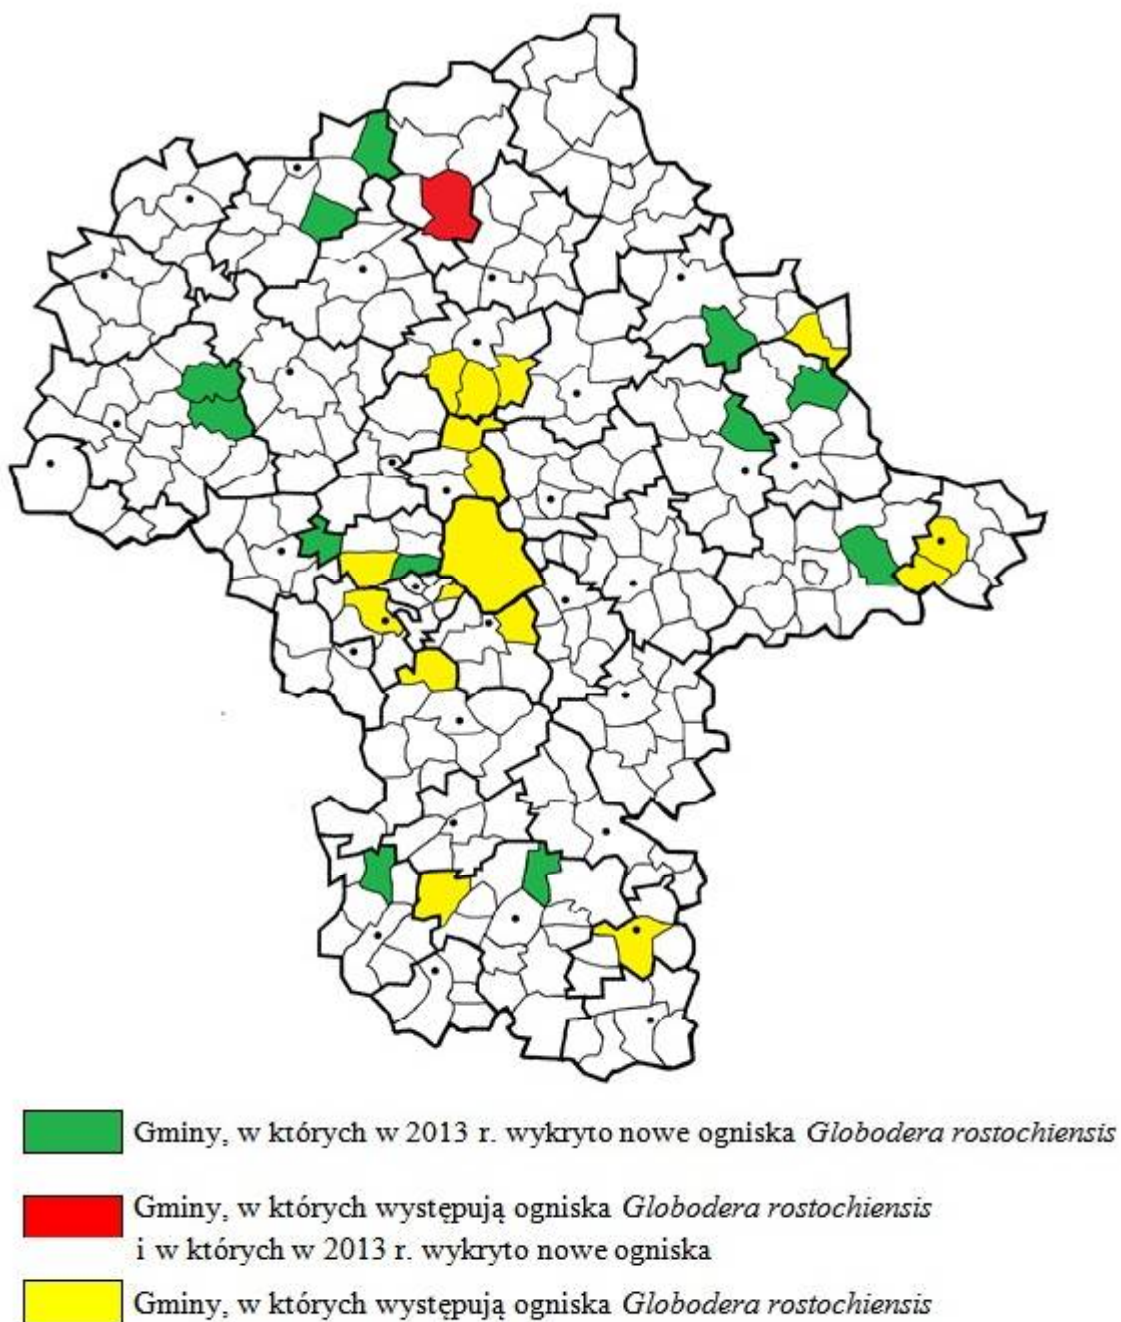 Gminy, w których w 2013 r. wykryto nowe ogniska Globodera rostochiensis
Gminy, w których występują ogniska Globodera rostochiensis
i w których w 2013 r. wykryto nowe ogniska
Gminy, w których występują ogniska Globodera rostochiensis